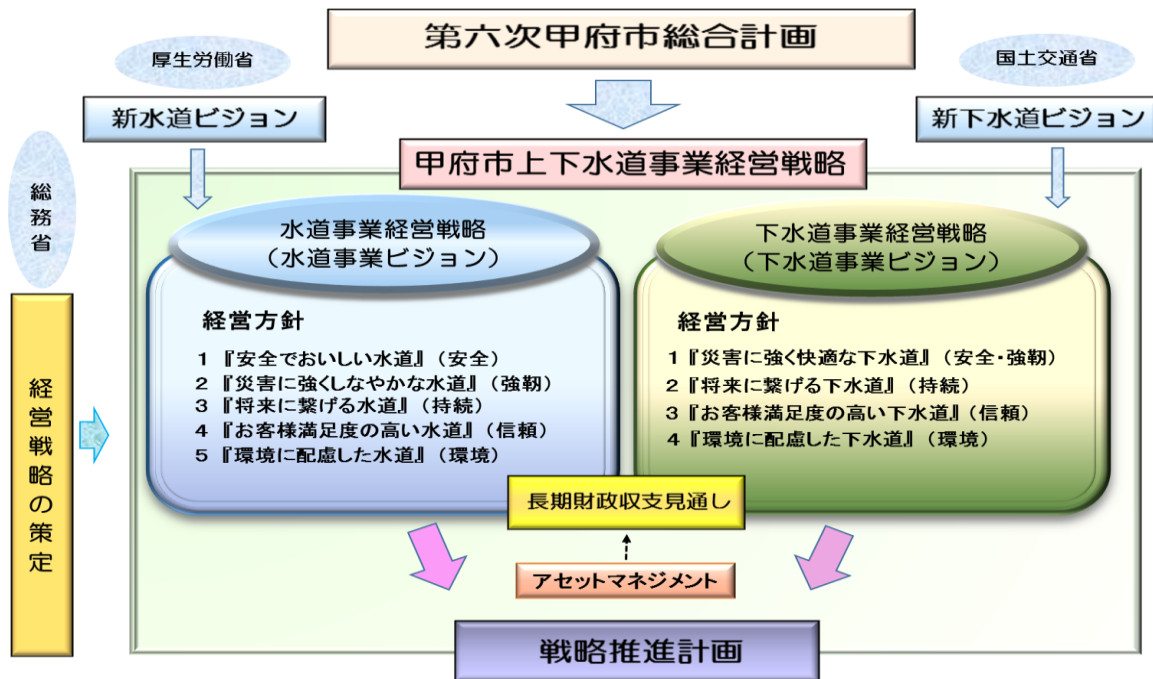 第六次甲府市総合計画
厚生労働省
国土交通省
新水道ビジョン
新下水道ビジョン
総務省
経営戦略の策定
甲府市上下水道事業経営戦略
水道事業経営戦略
（水道事業ビジョン）
経営方針
1 『安全でおいしい水道』（安全）
2 『災害に強くしなやかな水道』（強靭）
3 『将来に繋げる水道』（持続）
4 『お客様満足度の高い水道』（信頼）
5 『環境に配慮した水道』（環境）
下水道事業経営戦略
（下水道事業ビジョン）
経営方針
1 『災害に強く快適な下水道』（安全・強靭）
2 『将来に繋げる下水道』（持続）
3 『お客様満足度の高い下水道』（信頼）
4 『環境に配慮した下水道』（環境）
長期財政収支見通し
アセットマネジメント
戦略推進計画